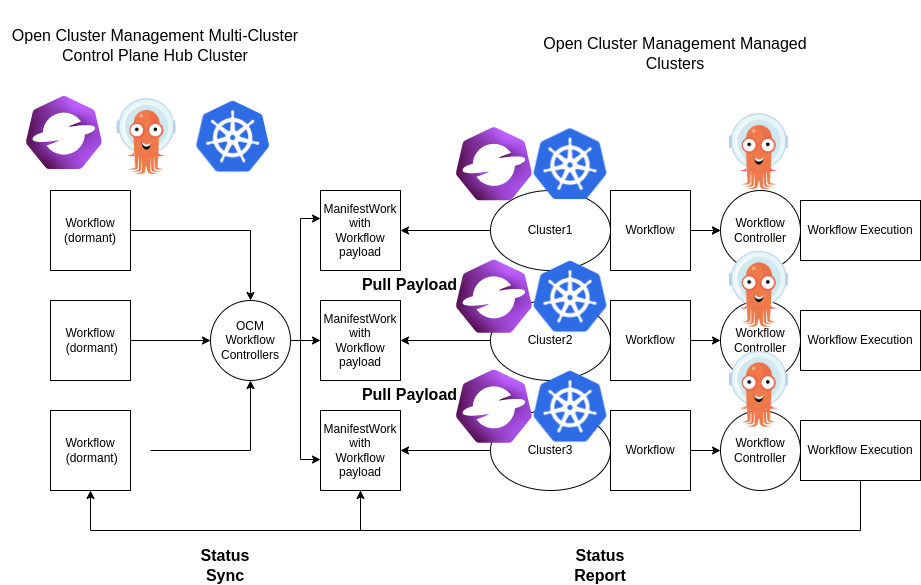 Open Cluster Management Multi-Cluster
Control Plane Hub Cluster
Open Cluster Management Managed
Clusters
Workflow
(dormant)
ManifestWork
with
Workflow
payload
Cluster1
Workflow
Workflow
Controller
Workflow Execution
Pull Payload
Workflow
(dormant)
OCM
Workflow
Controllers
ManifestWork
with
Workflow
payload
Cluster2
Workflow
Workflow
Controller
Workflow Execution
Pull Payload
Workflow
(dormant)
ManifestWork
with
Workflow
payload
Cluster3
Workflow
Workflow
Controller
Workflow Execution
Status
Sync
Status
Report